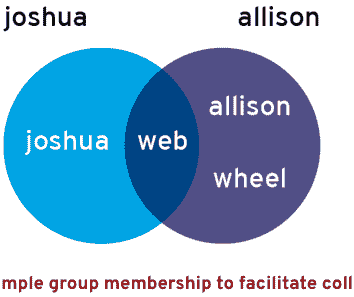 joshua allison
allison
joshua web
wheel
mple group membership to facilitate coll